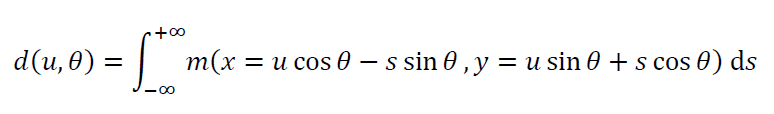 d(u, θ) = ∫_{−∞}^{+∞} m(x = u cos θ − s sin θ , y = u sin θ + s cos θ) ds